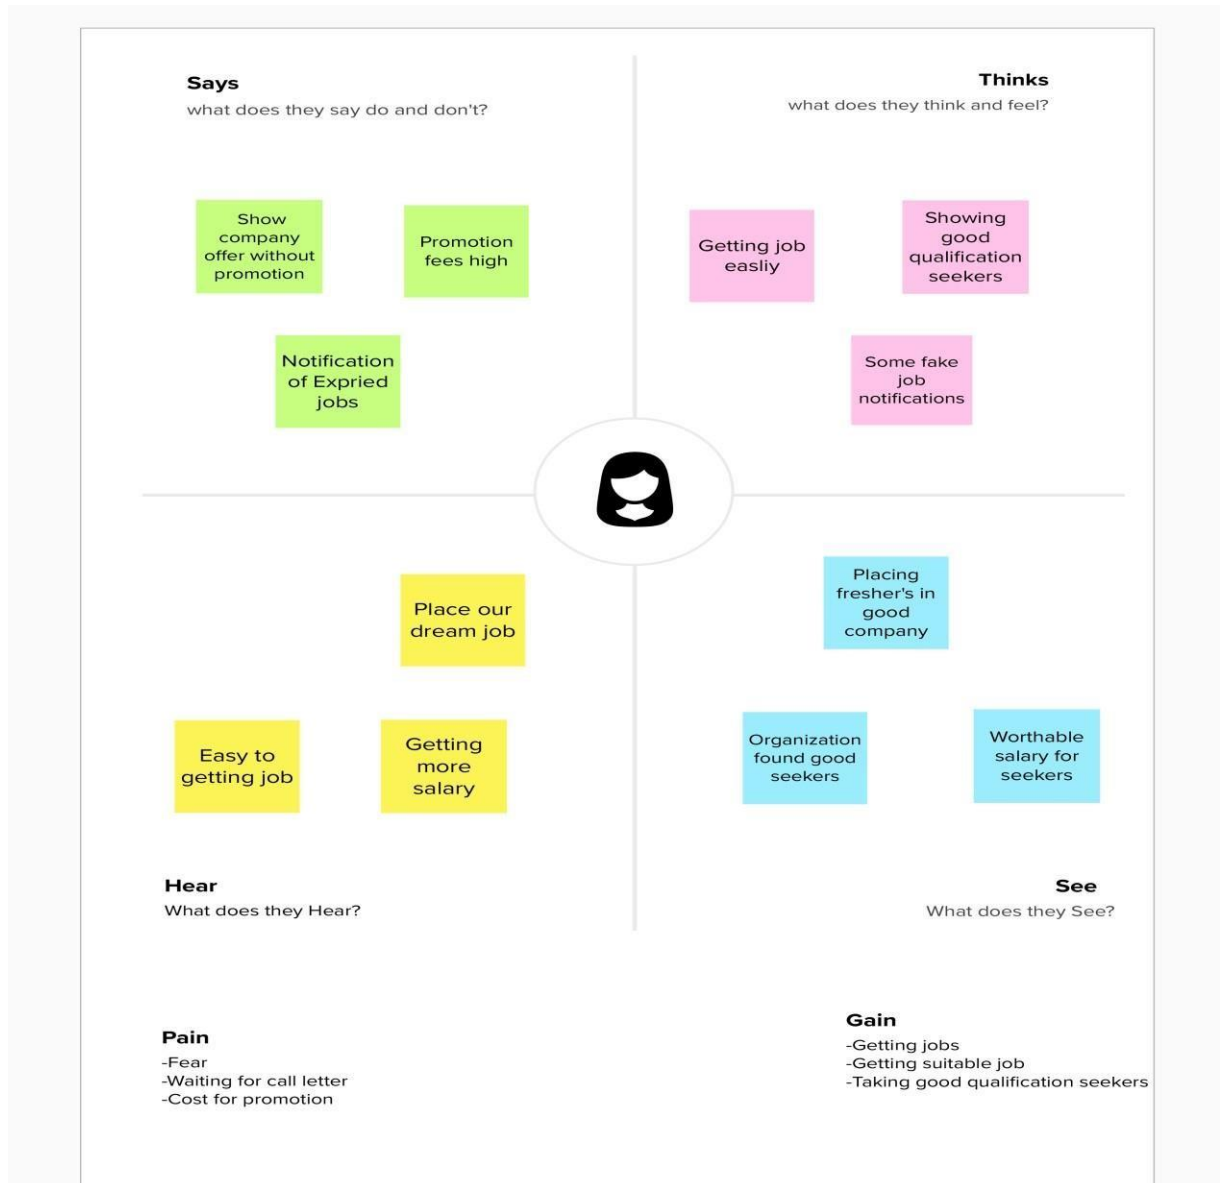 Says
what does they say do and don't?
Thinks
what does they think and feel?
Show
company
offer without
promotion
Promotion
fees high
Notification
of Expried
jobs
Getting job
easliy
Showing
good
qualification
seekers
Some fake
job
notifications
Place our
dream job
Easy to
getting job
Getting
more
salary
Placing
fresher's in
good
company
Organization
found good
seekers
Worthable
salary for
seekers
Hear
What does they Hear?
See
What does they See?
Pain
-Fear
-Waiting for call letter
-Cost for promotion
Gain
-Getting jobs
-Getting suitable job
-Taking good qualification seekers